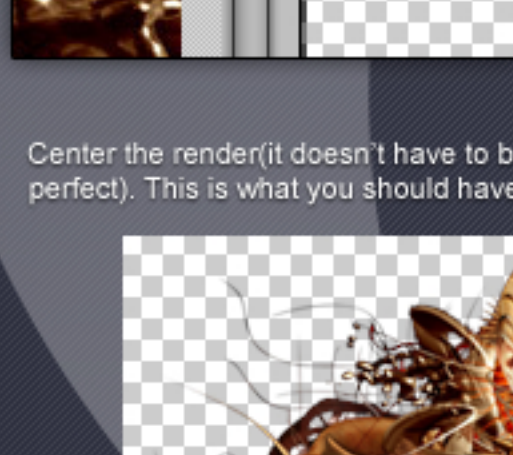 Center the render(it doesn't have to b
perfect). This is what you should have